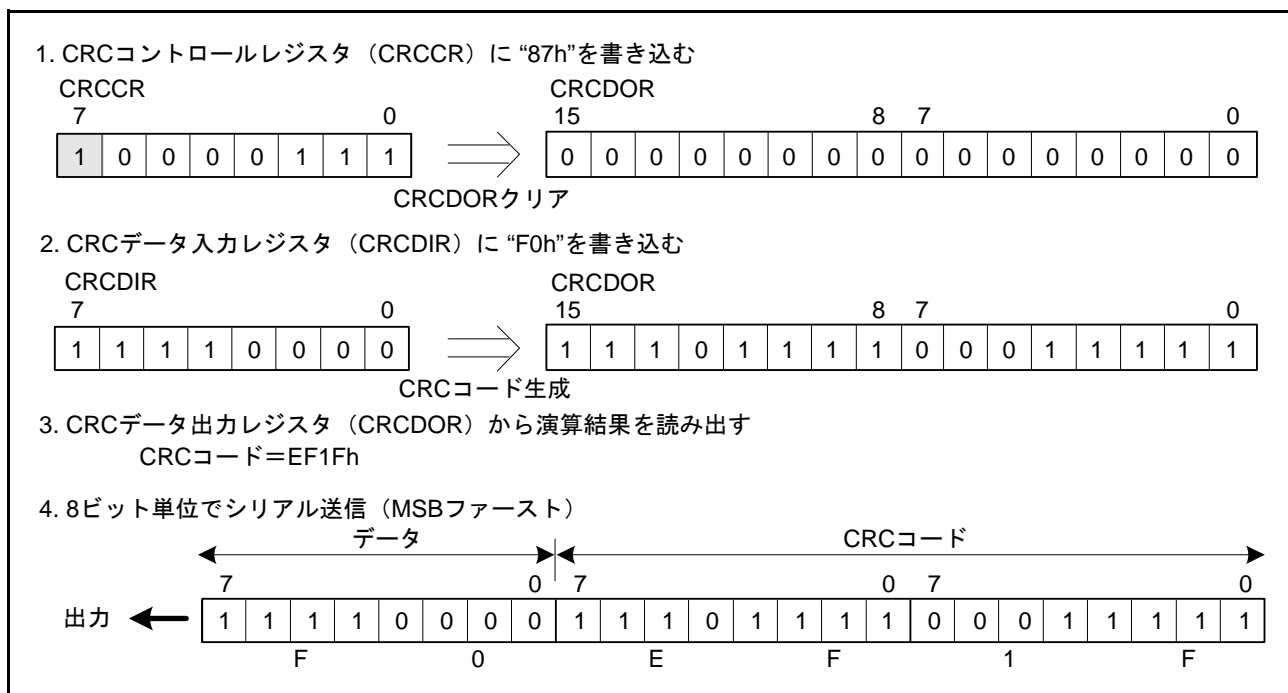 1. CRCコントロールレジスタ（CRCCR）に “87h”を書き込む
CRCCR CRCDOR
7 0 15 8 7 0
1 0 0 0 0 1 1 1 0 0 0 0 0 0 0 0 0 0 0 0 0 0 0 0
CRCDORクリア
2. CRCデータ入力レジスタ（CRCDIR）に “F0h”を書き込む
CRCDIR CRCDOR
7 0 15 8 7 0
1 1 1 1 0 0 0 0 1 1 1 0 1 1 1 1 0 0 0 1 1 1 1 1
CRCコード生成
3. CRCデータ出力レジスタ（CRCDOR）から演算結果を読み出す
CRCコード＝EF1Fh
4. 8ビット単位でシリアル送信（MSBファースト）
データ CRCコード
7 0 7 0 7 0
出力 1 1 1 1 0 0 0 0 1 1 1 0 1 1 1 1 0 0 0 1 1 1 1 1
F 0 E F 1 F